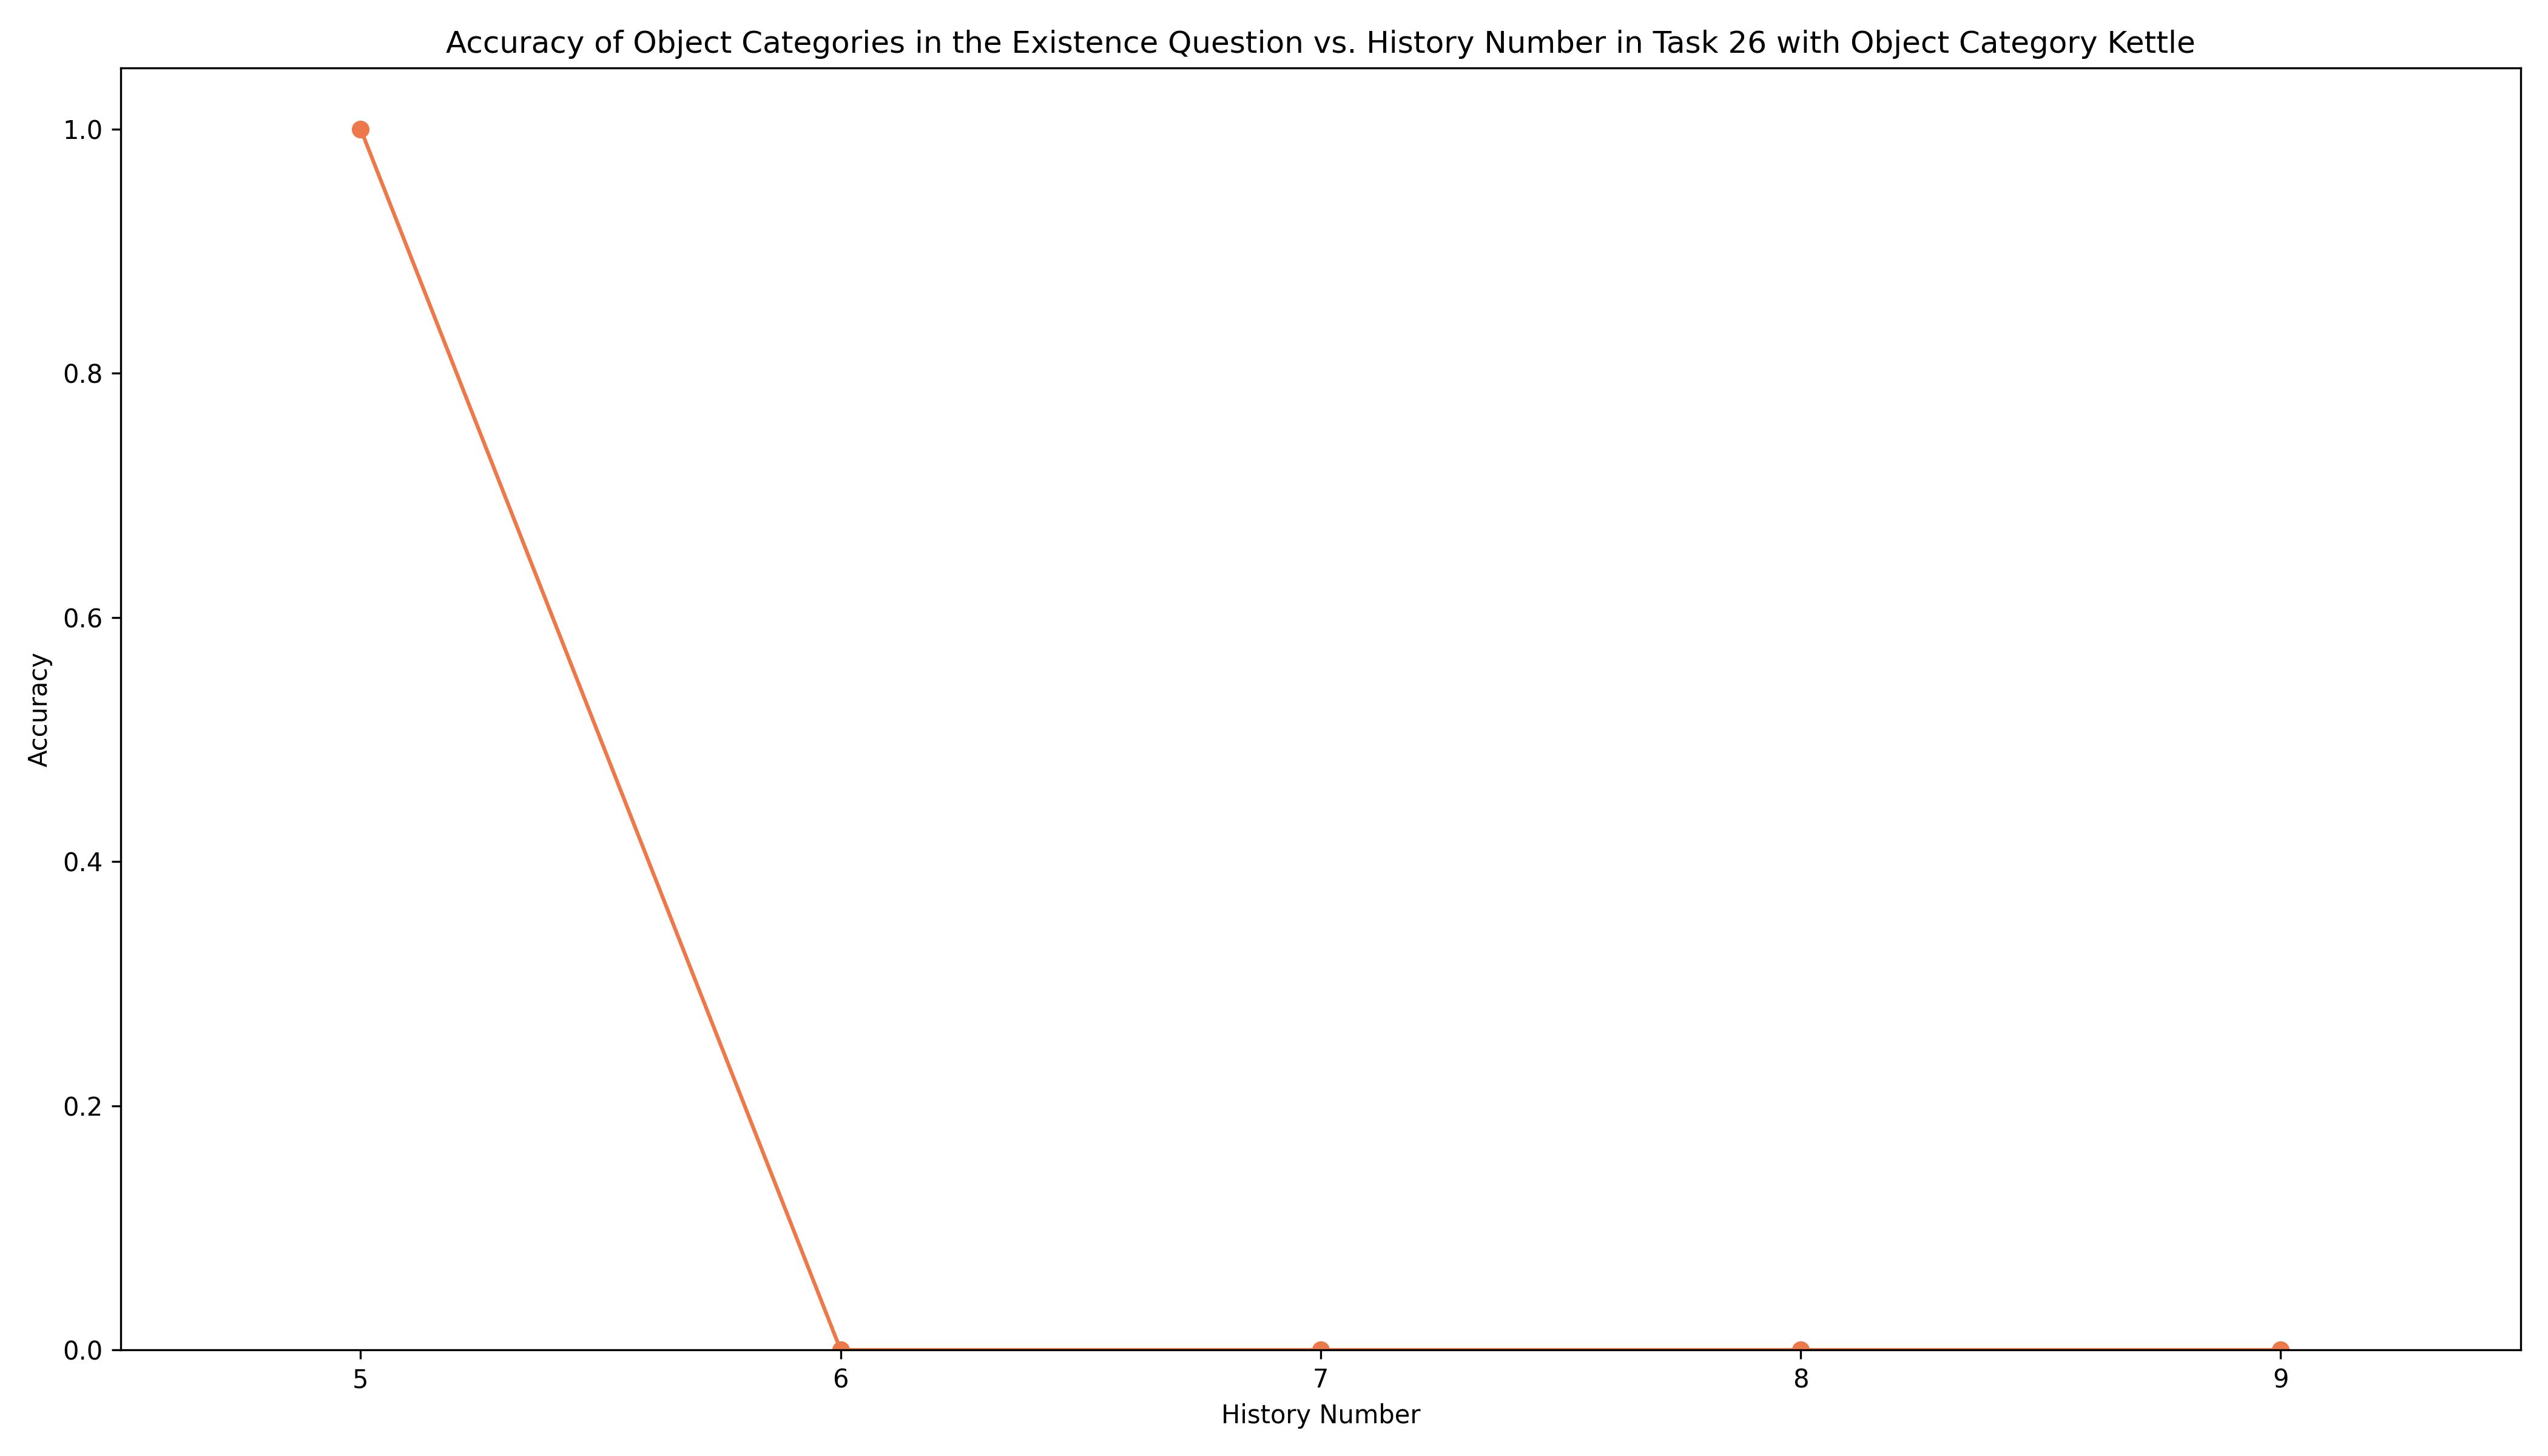 Accuracy of Object Categories in the Existence Question vs. History Number in Task 26 with Object Category Kettle
1.0
0.8
0.6
0.4
0.2
0.0
Accuracy
5 6 7 8 9
History Number